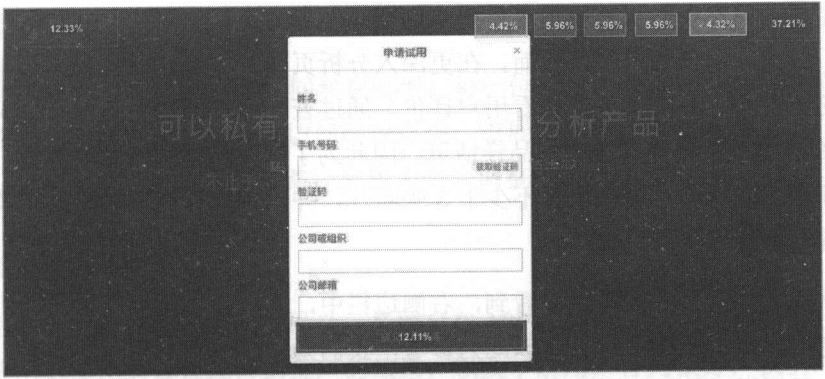 12.33%
4.42% 5.96% 5.96% 5.96% 4.32% 37.21%
申请试用 ×
姓名
可以私有 分析产品
手机号码
获取验证码
验证码
公司或组织
公司邮箱
12.11%